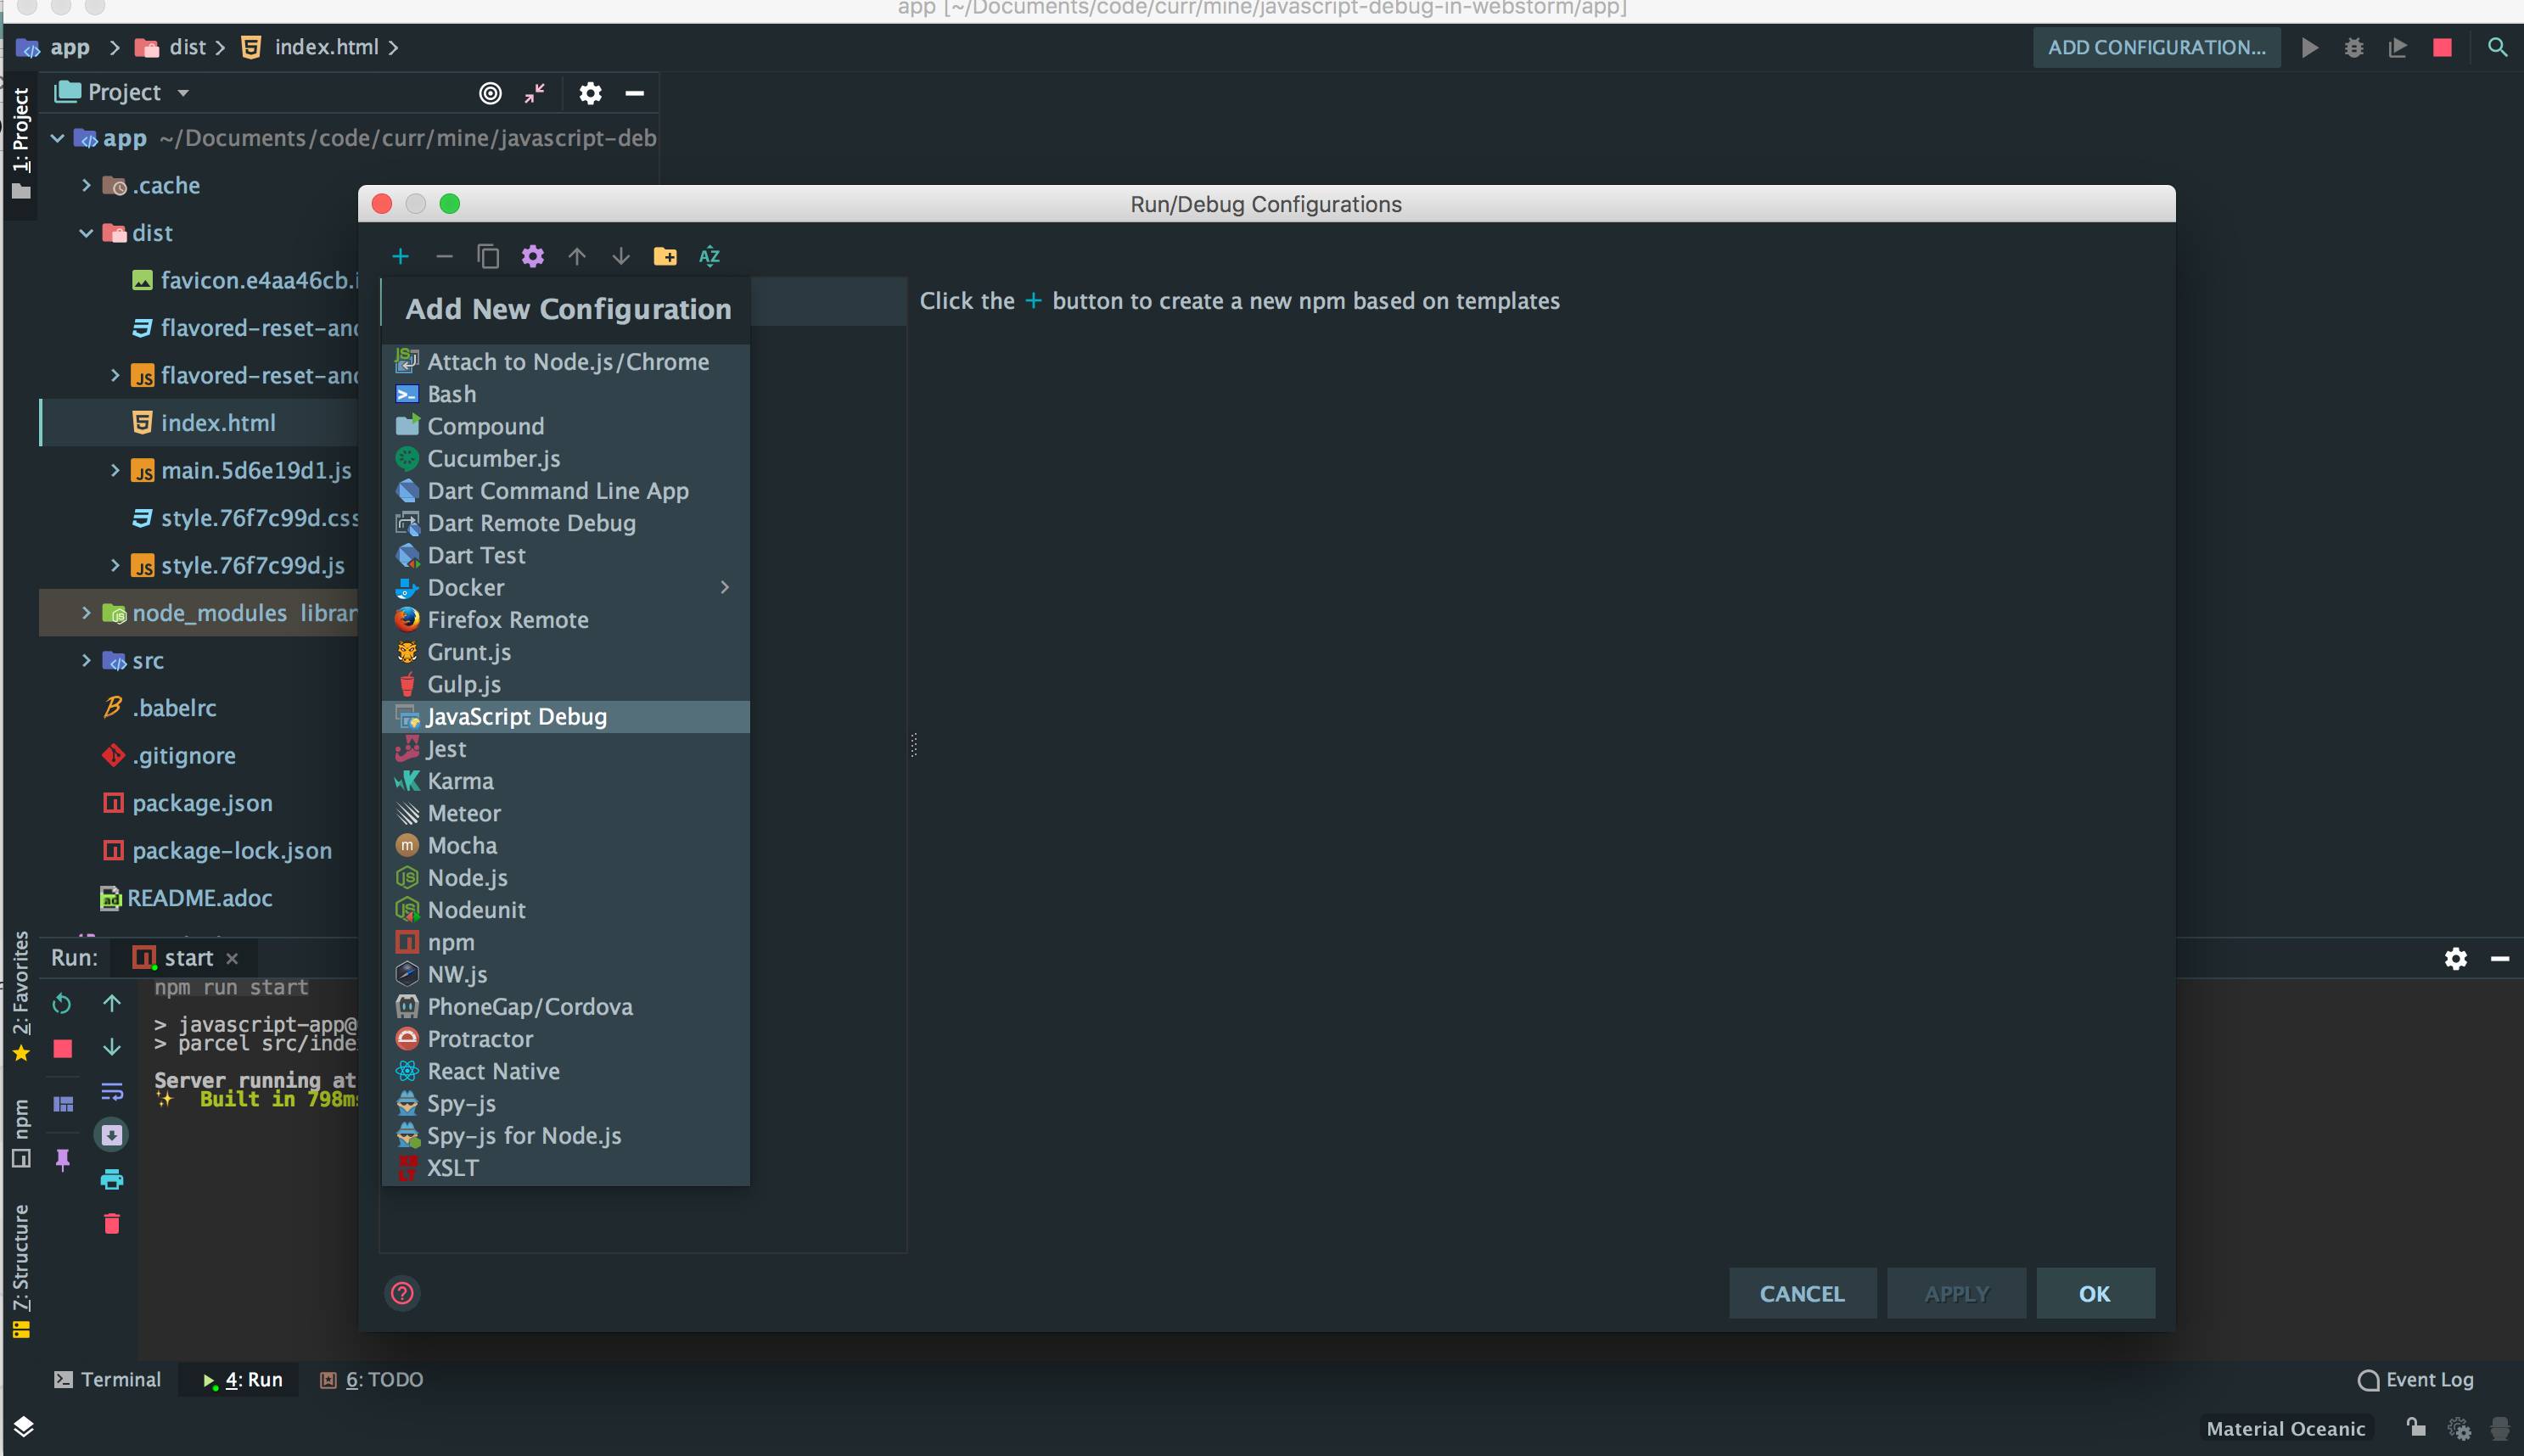 app [~/Documents/code/curr/mine/javascript-debug-in-webstorm/app]
app dist index.html
ADD CONFIGURATION...
1: Project
Project
app ~/Documents/code/curr/mine/javascript-deb
.cache
dist
favicon.e4aa46cb.i
flavored-reset-and
flavored-reset-and
index.html
main.5d6e19d1.js
style.76f7c99d.css
style.76f7c99d.js
node_modules librar
src
.babelrc
.gitignore
package.json
package-lock.json
README.adoc
Run/Debug Configurations
Add New Configuration
Click the + button to create a new npm based on templates
Attach to Node.js/Chrome
Bash
Compound
Cucumber.js
Dart Command Line App
Dart Remote Debug
Dart Test
Docker
Firefox Remote
Grunt.js
Gulp.js
JavaScript Debug
Jest
Karma
Meteor
Mocha
Node.js
Nodeunit
npm
NW.js
PhoneGap/Cordova
Protractor
React Native
Spy-js
Spy-js for Node.js
XSLT
CANCEL
APPLY
OK
2: Favorites
npm
7: Structure
Run: start
npm run start
> javascript-app@
> parcel src/inde
Server running at
Built in 798ms
Terminal
4: Run
6: TODO
Event Log
Material Oceanic